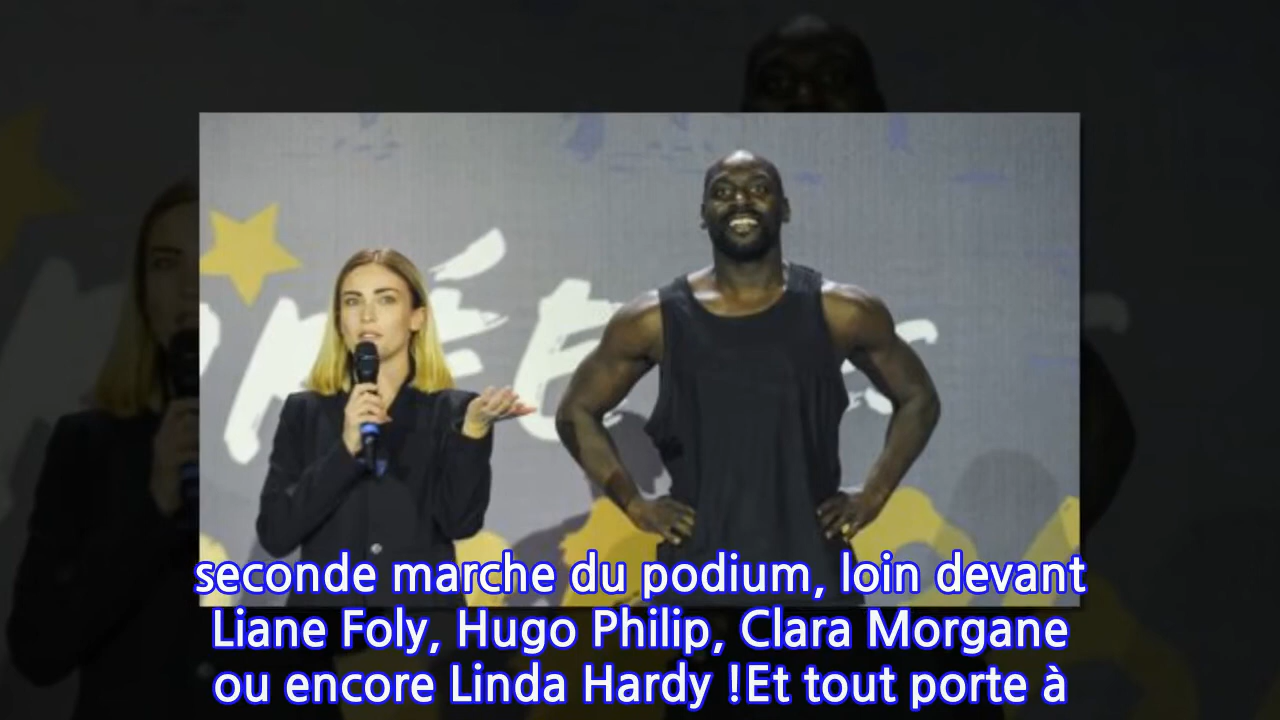 seconde marche du podium, loin devant
Liane Foly, Hugo Philip, Clara Morgane
ou encore Linda Hardy !Et tout porte à